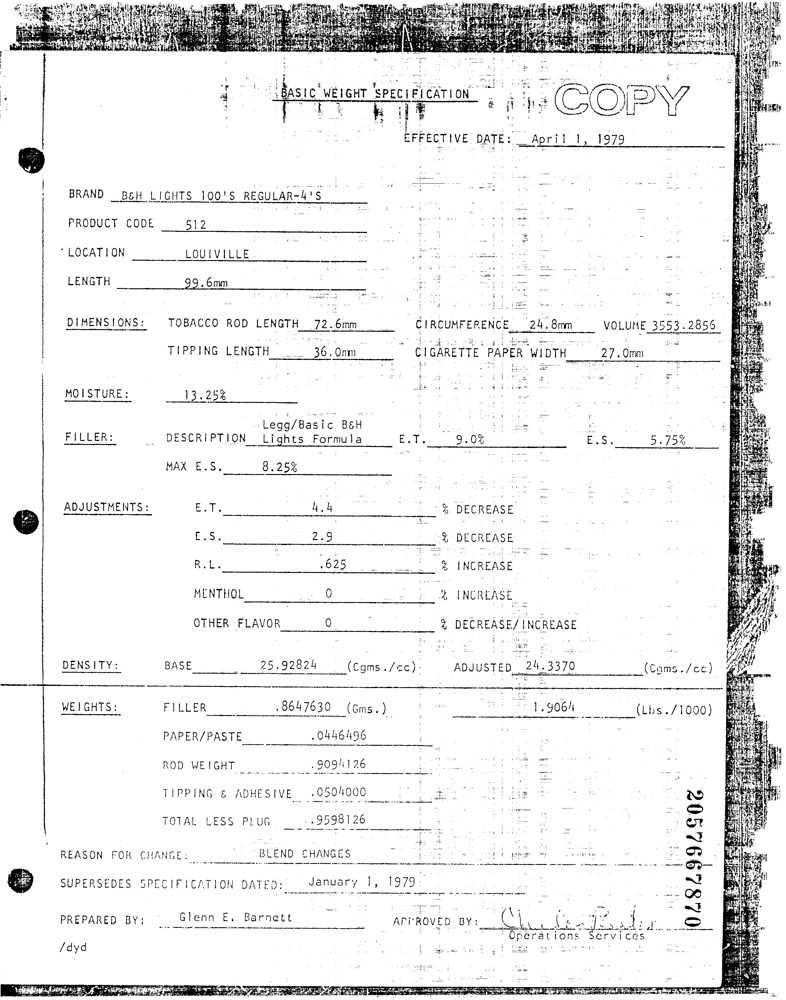 BASIC WEIGHT SPECIFICATION
COPY
EFFECTIVE DATE: April 1, 1979
BRAND B&H LIGHTS 100'S REGULAR-4'S
PRODUCT CODE 512
LOCATION LOUIVILLE
LENGTH 99.6mm
DIMENSIONS: TOBACCO ROD LENGTH 72.6mm CIRCUMFERENCE 24.8mm VOLUME 3553.2856
TIPPING LENGTH 36.0mm CIGARETTE PAPER WIDTH 27.0mm
MOISTURE: 13.25%
Legg/Basic B&H
FILLER: DESCRIPTION Lights Formula E.T. 9.0% E.S. 5.75%
MAX E.S. 8.25%
ADJUSTMENTS: E.T. 4.4 % DECREASE
E.S. 2.9 % DECREASE
R.L. .625 % INCREASE
MENTHOL 0 % INCREASE
OTHER FLAVOR 0 % DECREASE/INCREASE
DENSITY: BASE 25.92824 (Cgms./cc) ADJUSTED 24.3370 (Cgms./cc)
WEIGHTS: FILLER .8647630 (Gms.) 1.9064 (Lbs./1000)
PAPER/PASTE .0446496
ROD WEIGHT .9094126
TIPPING & ADHESIVE .0504000
TOTAL LESS PLUG .9598126
REASON FOR CHANGE: BLEND CHANGES
SUPERSEDES SPECIFICATION DATED: January 1, 1979
PREPARED BY: Glenn E. Barnett APPROVED BY:
Operations Services
/dyd
2057667870